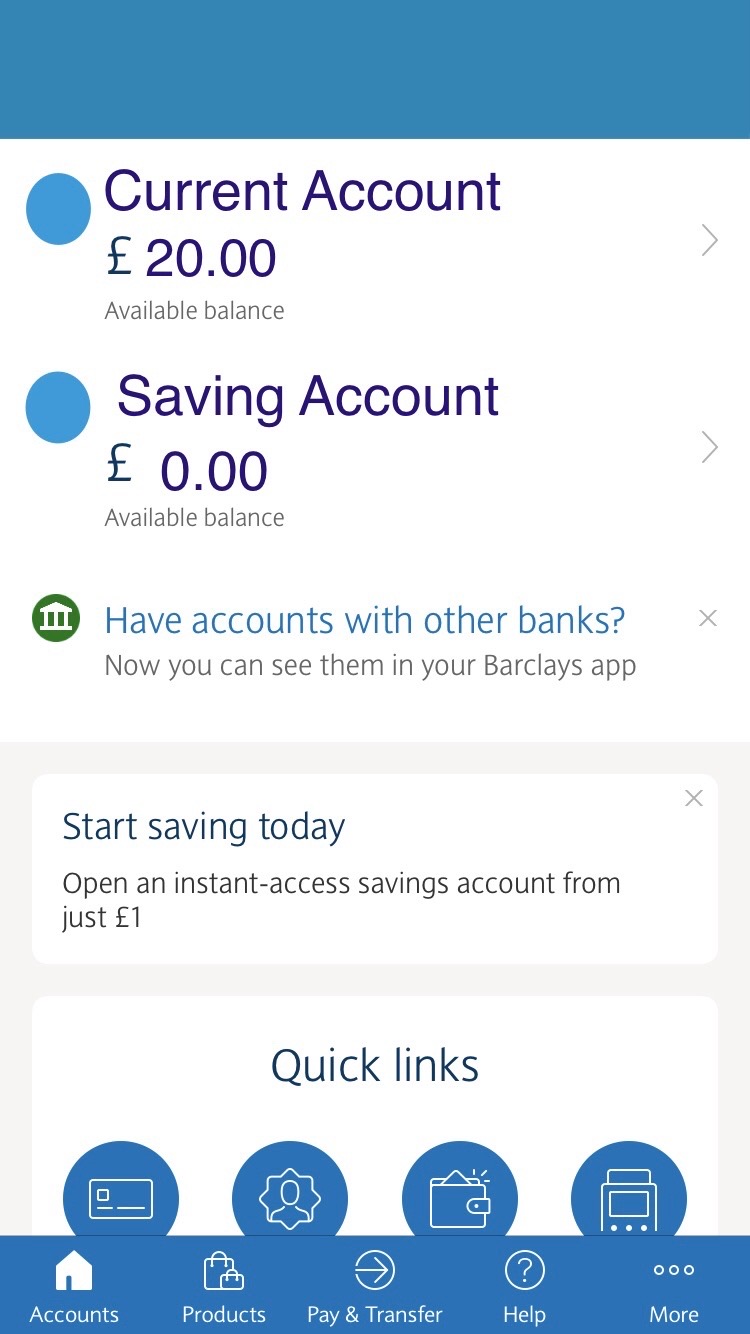 Current Account
£ 20.00
Available balance
Saving Account
£ 0.00
Available balance
Have accounts with other banks?
Now you can see them in your Barclays app
Start saving today
Open an instant-access savings account from
just £1
Quick links
Accounts Products Pay & Transfer Help More